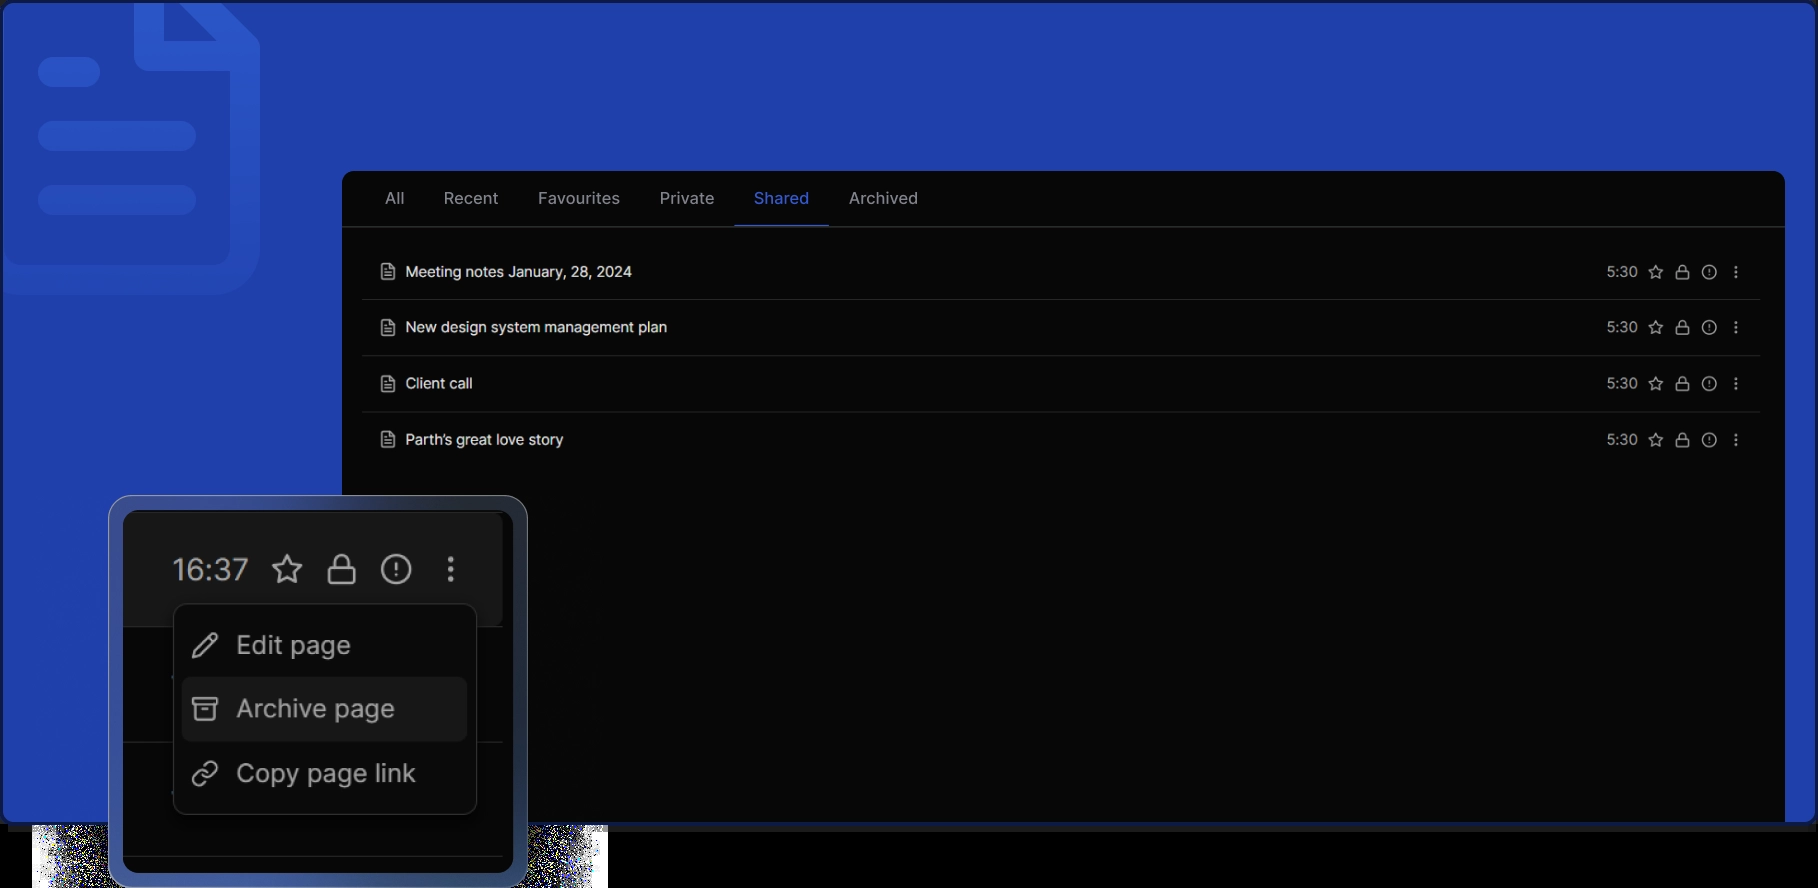 All Recent Favourites Private Shared Archived
Meeting notes January, 28, 2024 5:30
New design system management plan 5:30
Client call 5:30
Parth's great love story 5:30
16:37
Edit page
Archive page
Copy page link